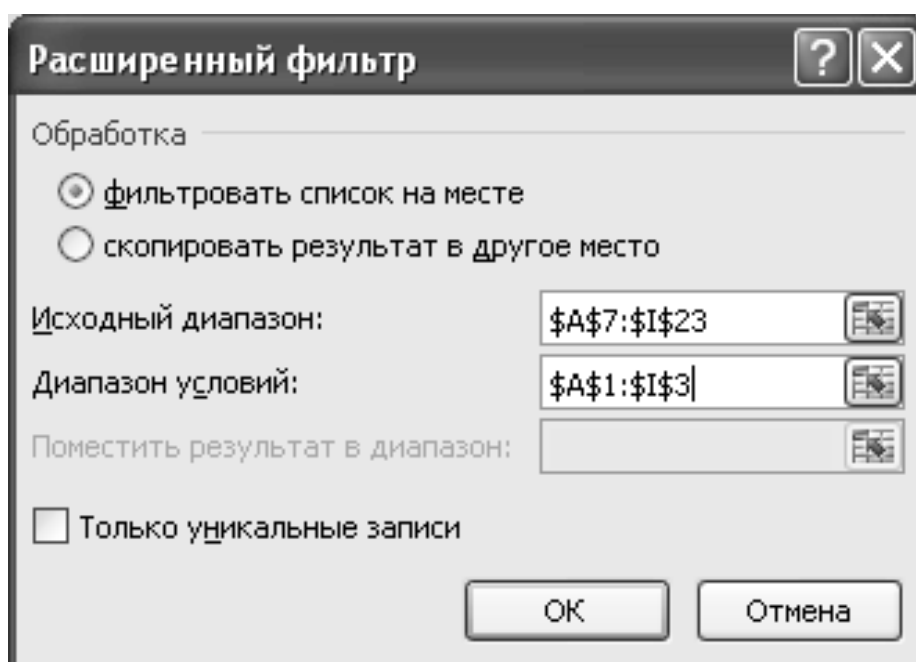 Расширенный фильтр ?
Обработка
фильтровать список на месте
скопировать результат в другое место
Исходный диапазон: $A$7:$I$23
Диапазон условий: $A$1:$I$3
Поместить результат в диапазон:
Только уникальные записи
ОК Отмена